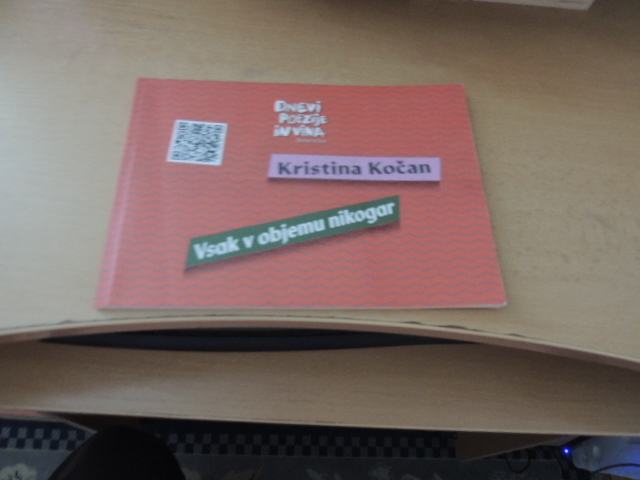 DNEVI
POEZIJE
IN VINA
Kristina Kočan
Vsak v objemu nikogar